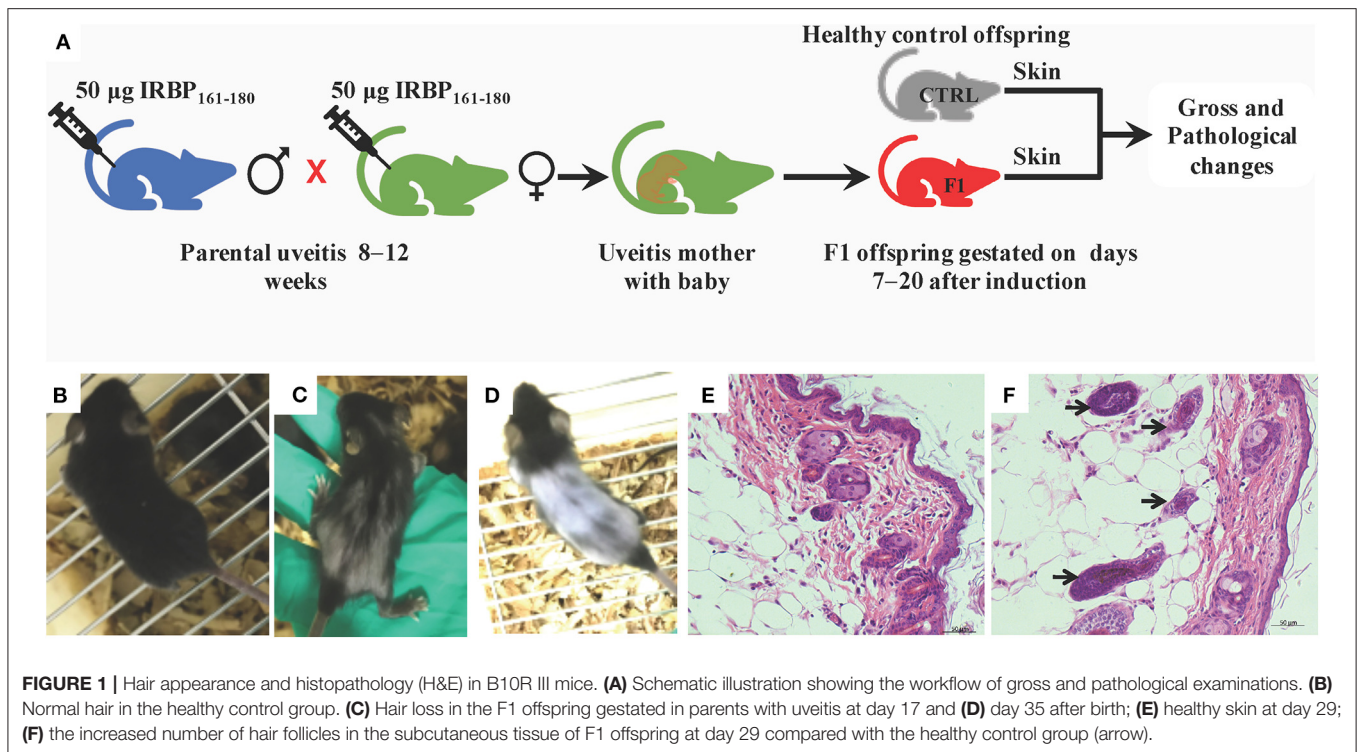 A
Healthy control offspring
50 µg IRBP161-180
50 µg IRBP161-180
Skin
CTRL
Gross and
Pathological
changes
X
Skin
F1
Parental uveitis 8–12
weeks
Uveitis mother
with baby
F1 offspring gestated on days
7–20 after induction
B
C
D
E
50 µm
F
50 µm
FIGURE 1 | Hair appearance and histopathology (H&E) in B10R III mice. (A) Schematic illustration showing the workflow of gross and pathological examinations. (B)
Normal hair in the healthy control group. (C) Hair loss in the F1 offspring gestated in parents with uveitis at day 17 and (D) day 35 after birth; (E) healthy skin at day 29;
(F) the increased number of hair follicles in the subcutaneous tissue of F1 offspring at day 29 compared with the healthy control group (arrow).